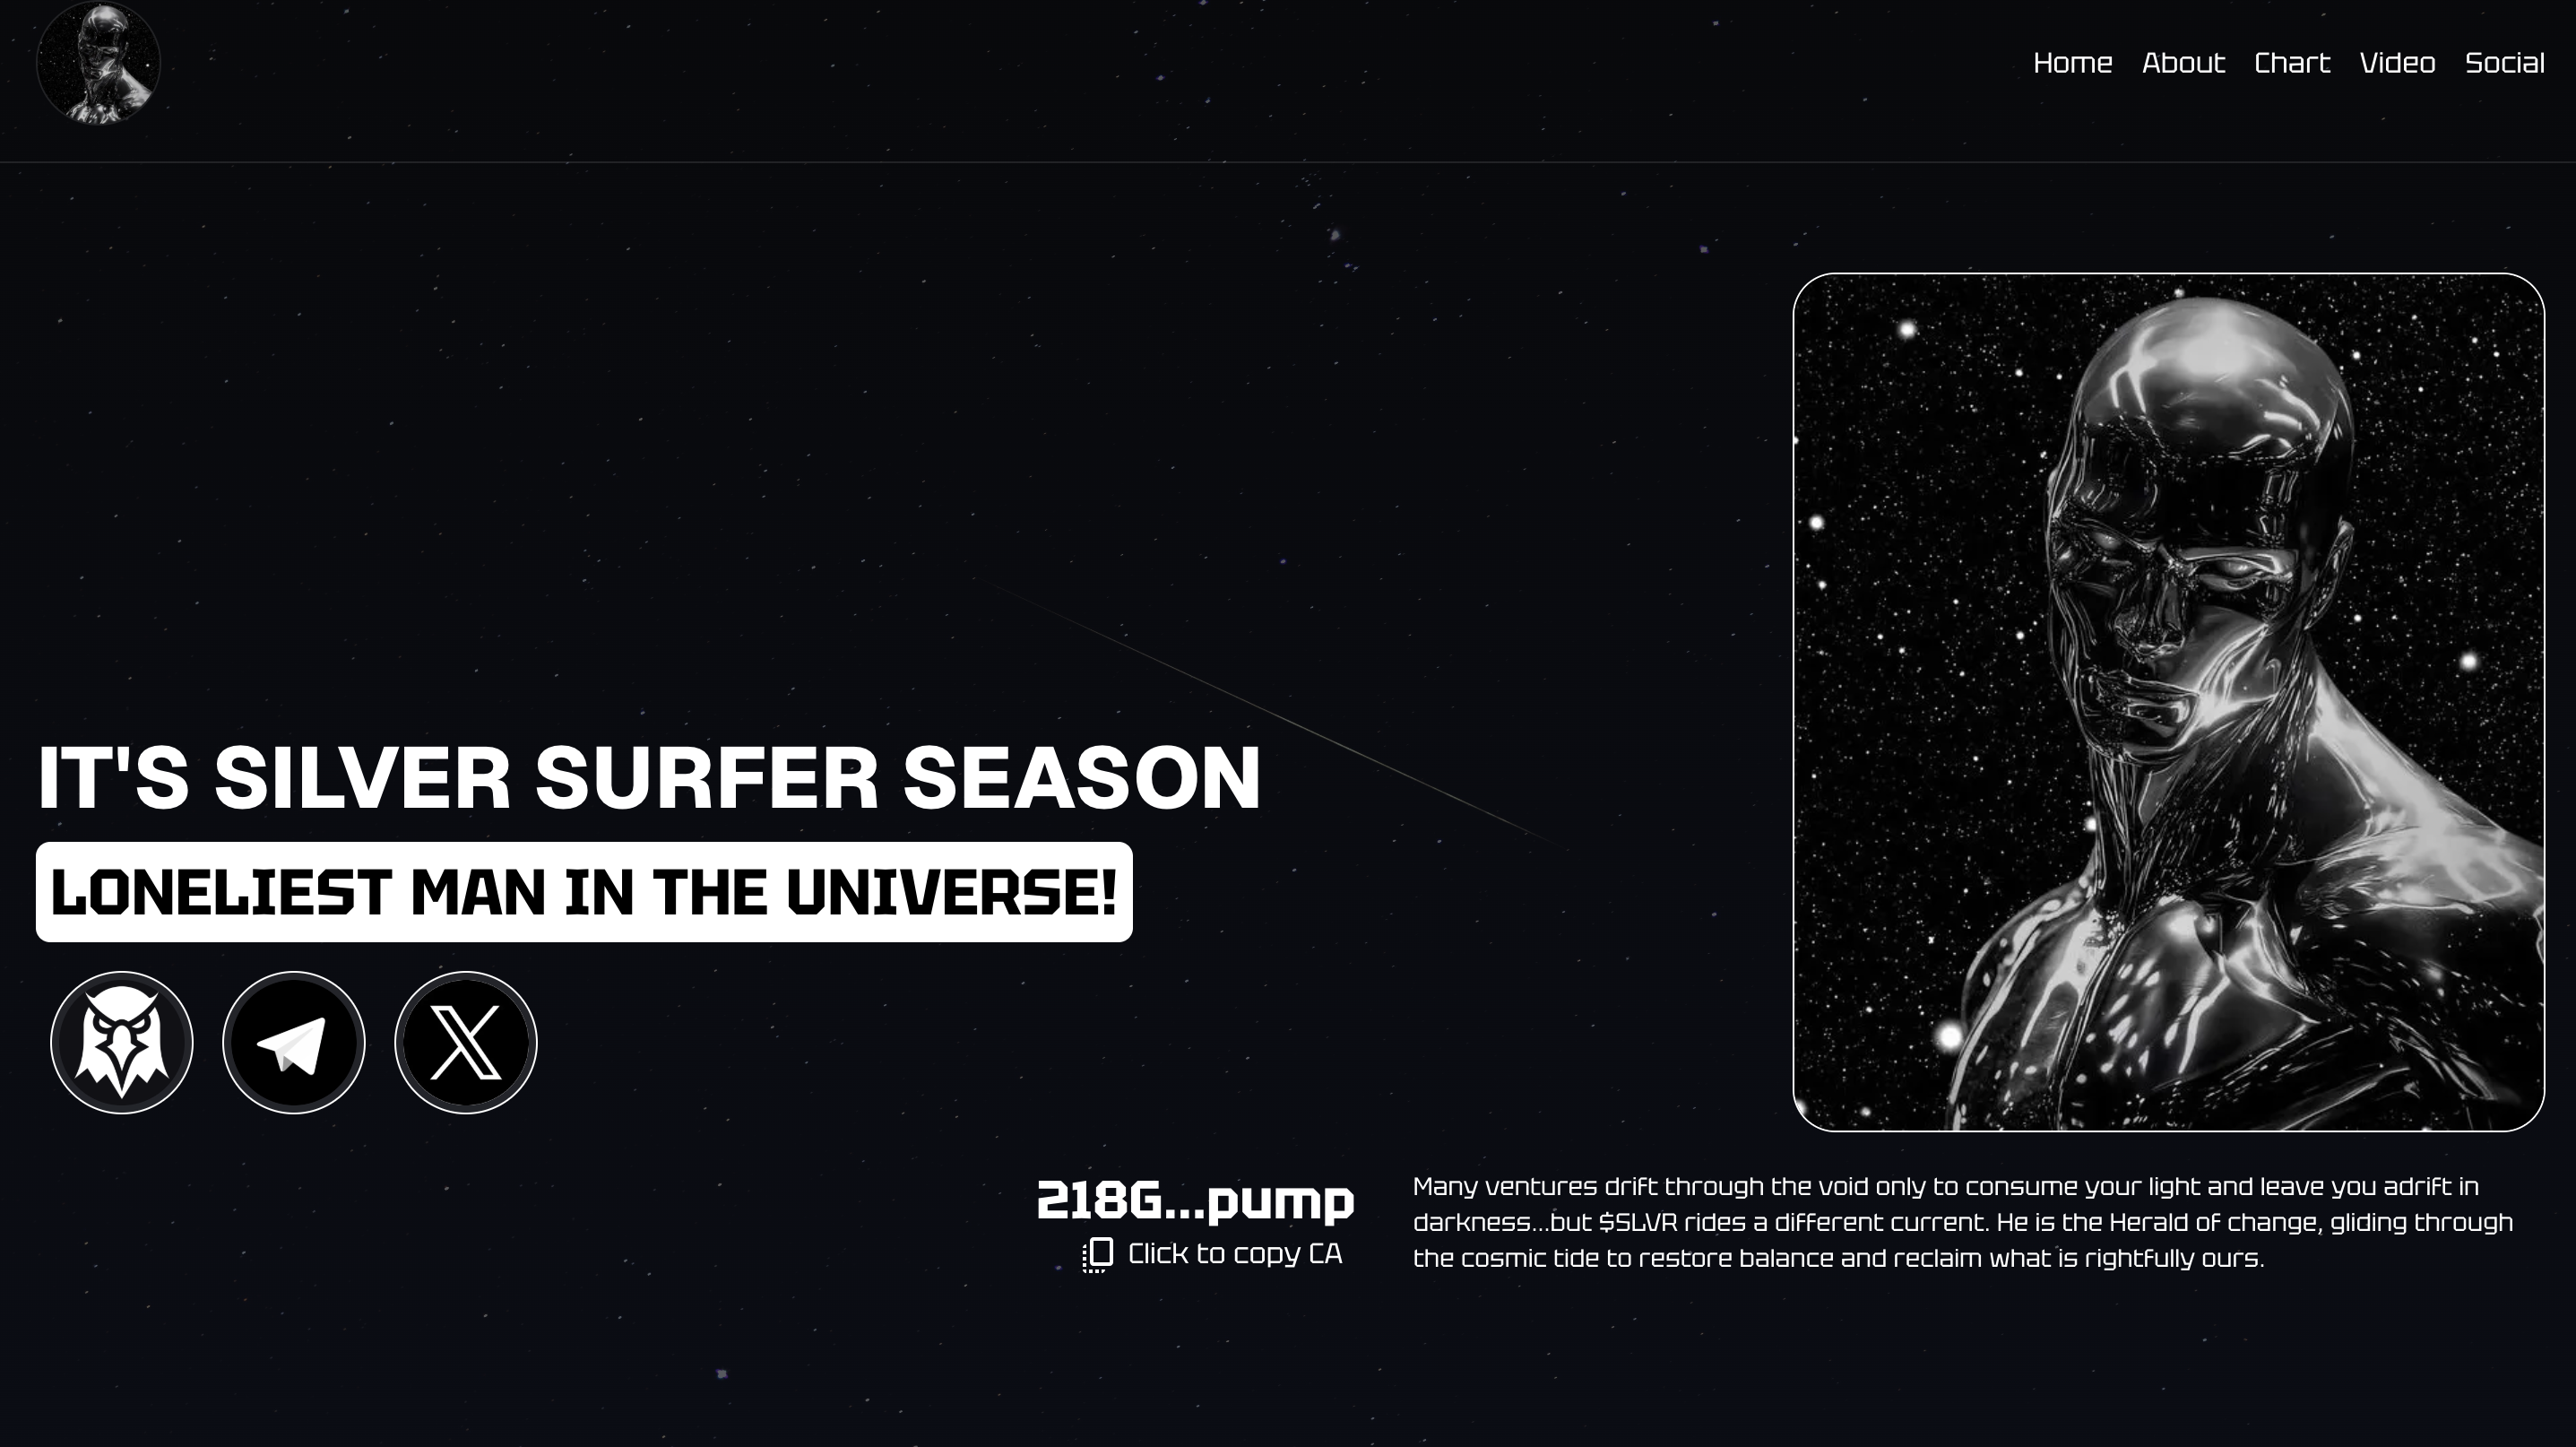 Home About Chart Video Social
IT'S SILVER SURFER SEASON
LONELIEST MAN IN THE UNIVERSE!
218G...pump
Click to copy CA
Many ventures drift through the void only to consume your light and leave you adrift in
darkness...but $SLVR rides a different current. He is the Herald of change, gliding through
the cosmic tide to restore balance and reclaim what is rightfully ours.